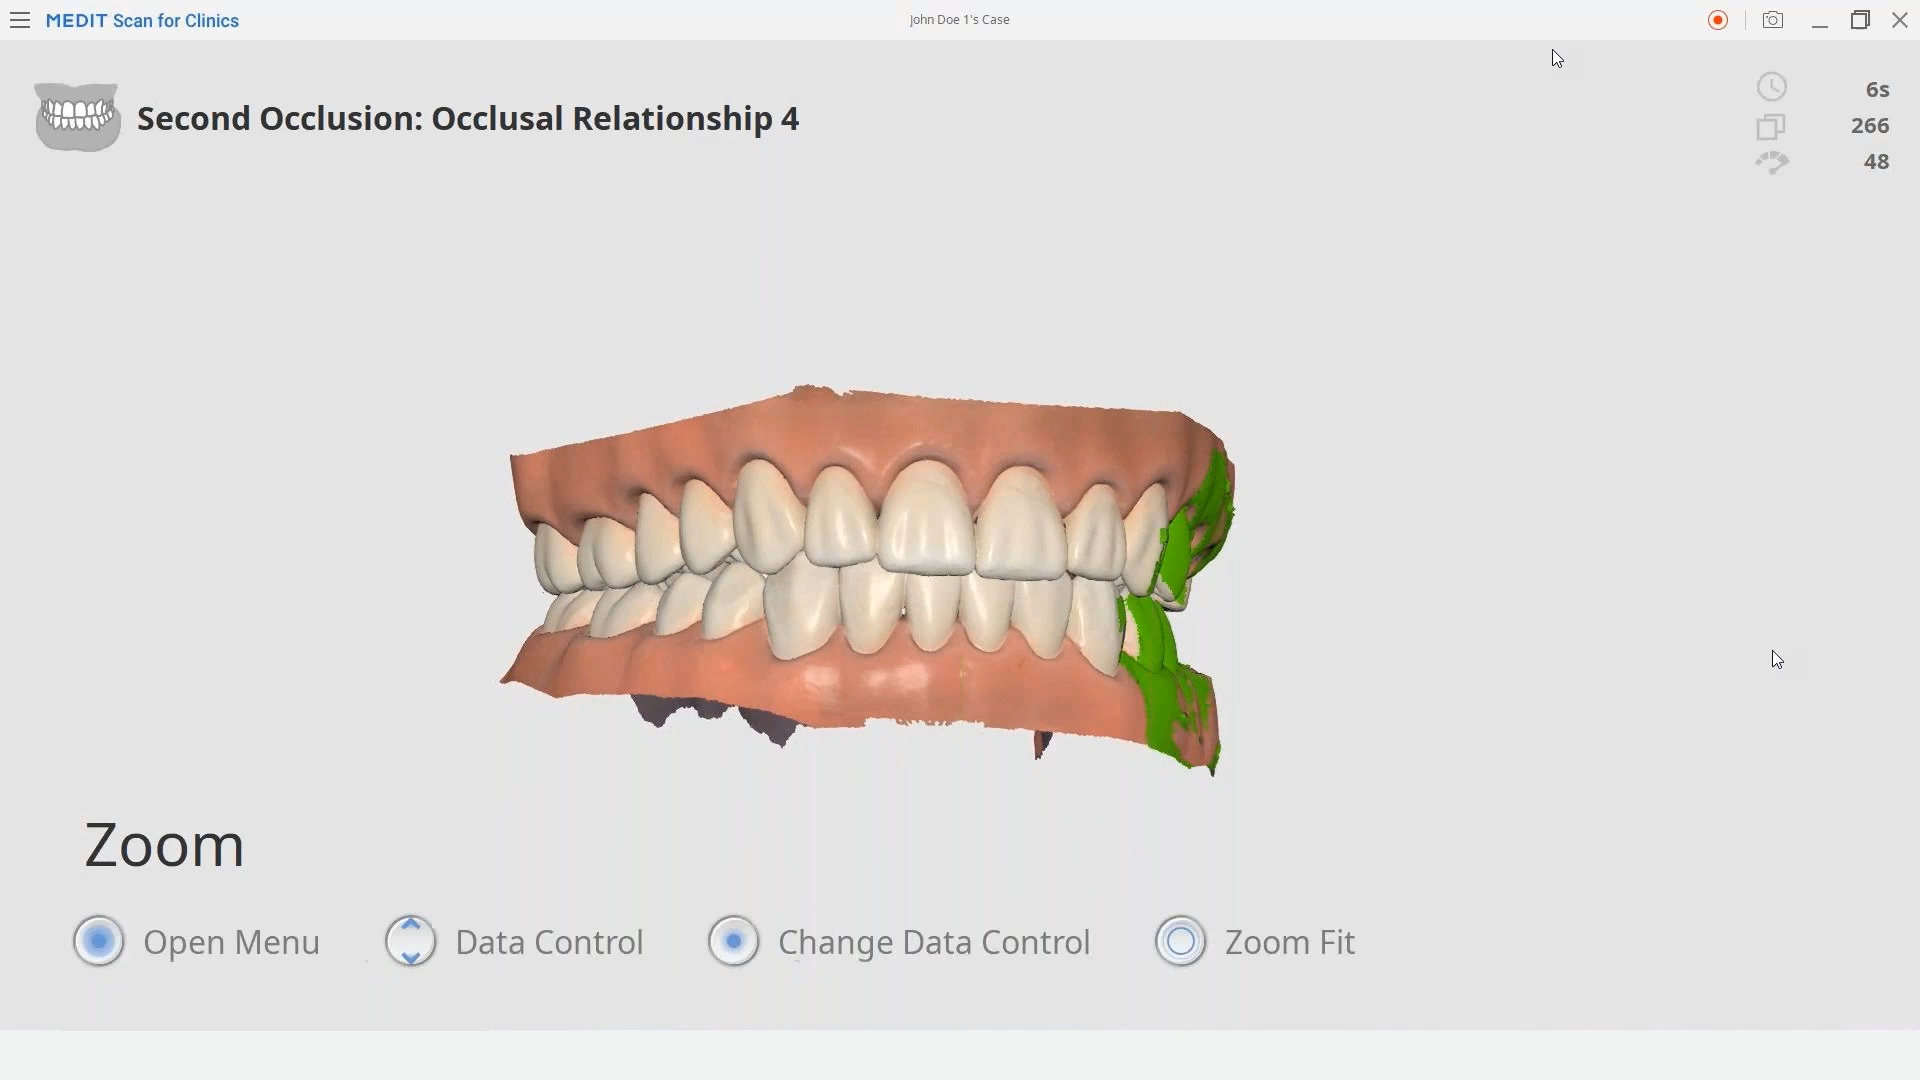 MEDIT Scan for Clinics
John Doe 1's Case
Second Occlusion: Occlusal Relationship 4
6s
266
48
Zoom
Open Menu
Data Control
Change Data Control
Zoom Fit